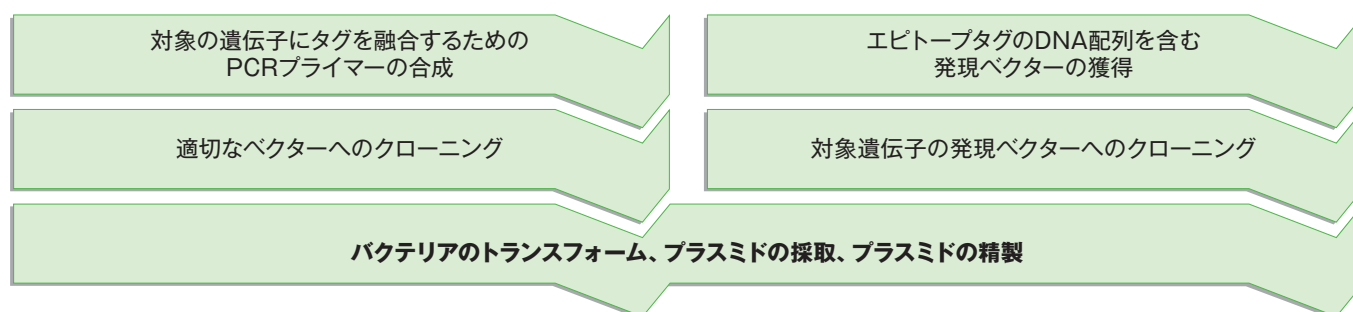 対象の遺伝子にタグを融合するための
PCRプライマーの合成
エピトープタグのDNA配列を含む
発現ベクターの獲得
適切なベクターへのクローニング
対象遺伝子の発現ベクターへのクローニング
バクテリアのトランスフォーム、プラスミドの採取、プラスミドの精製